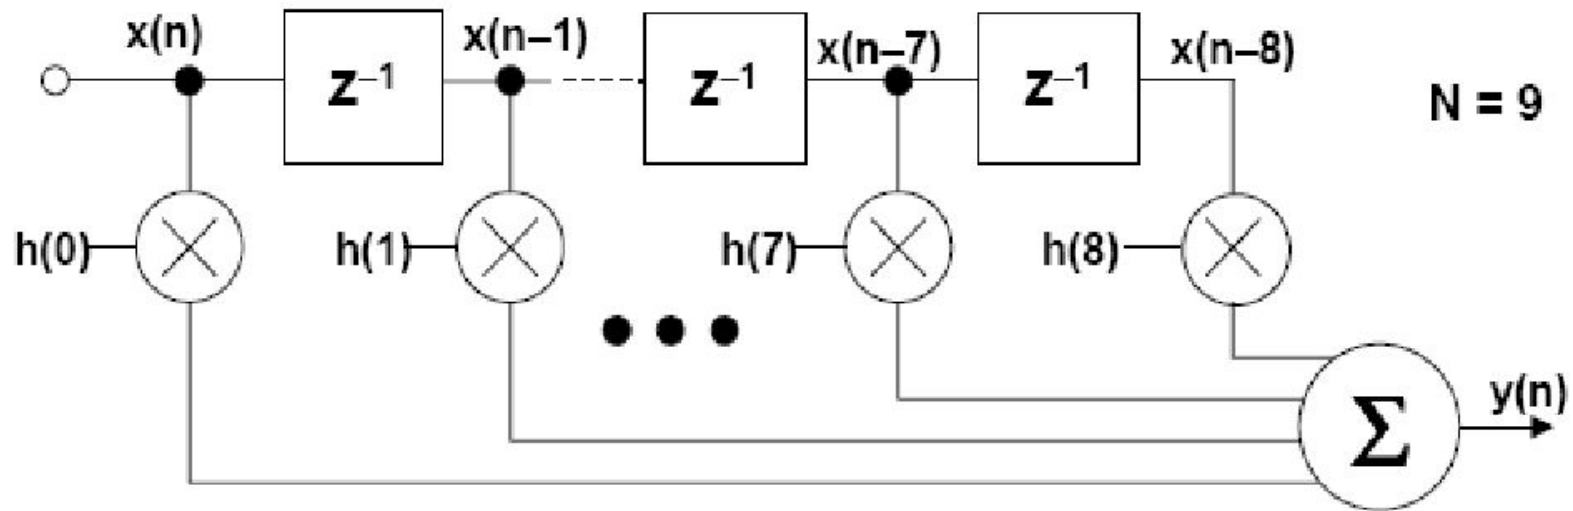 x(n) z⁻¹ x(n–1) z⁻¹ x(n–7) z⁻¹ x(n–8)
N = 9
h(0) h(1) h(7) h(8)
Σ y(n)